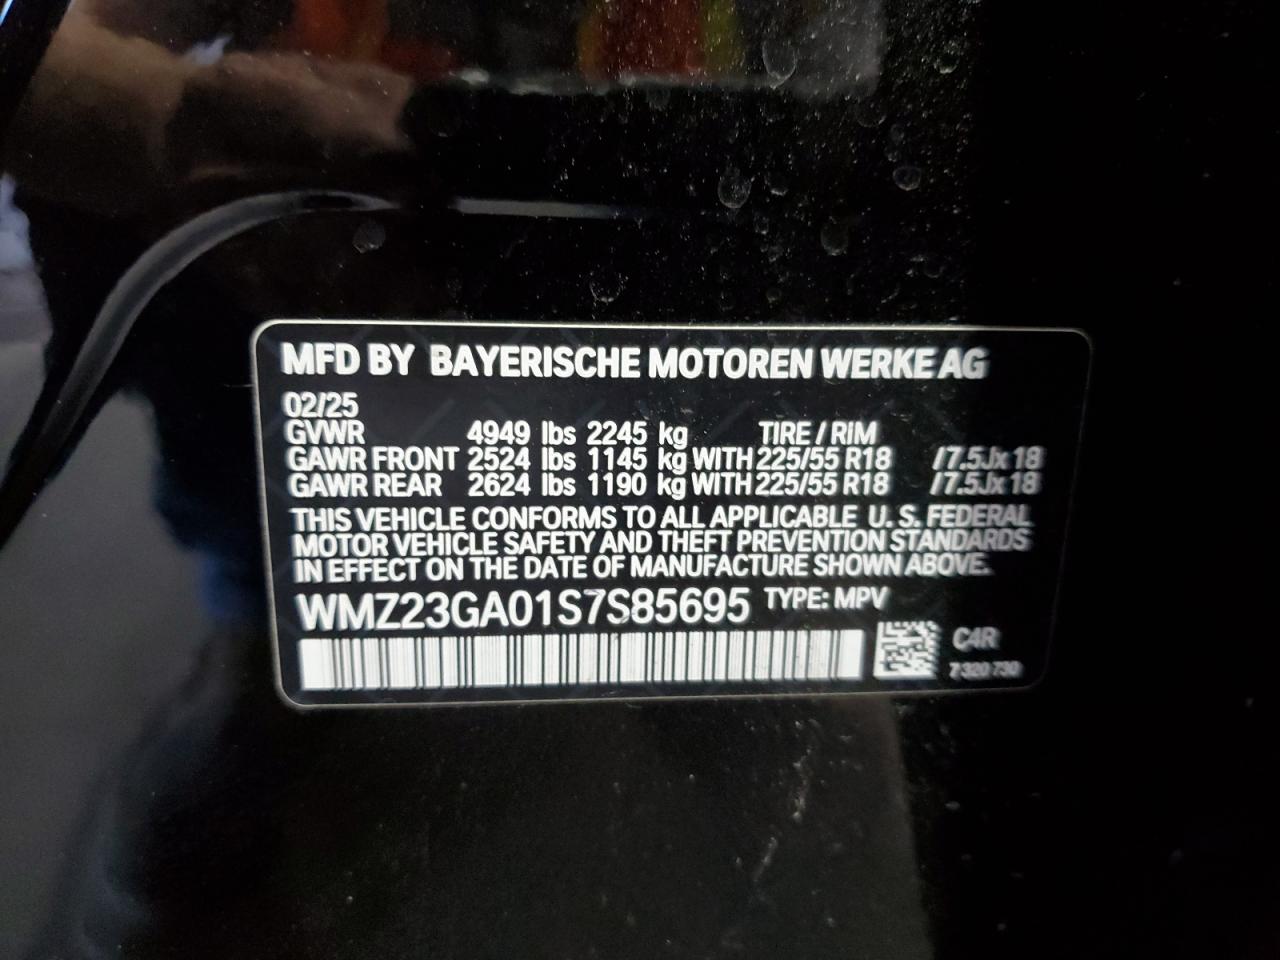 MFD BY BAYERISCHE MOTOREN WERKE AG
02/25
GVWR 4949 lbs 2245 kg TIRE / RIM
GAWR FRONT 2524 lbs 1145 kg WITH 225/55 R18 /7.5Jx18
GAWR REAR 2624 lbs 1190 kg WITH 225/55 R18 /7.5Jx18
THIS VEHICLE CONFORMS TO ALL APPLICABLE U. S. FEDERAL
MOTOR VEHICLE SAFETY AND THEFT PREVENTION STANDARDS
IN EFFECT ON THE DATE OF MANUFACTURE SHOWN ABOVE.
WMZ23GA01S7S85695 TYPE: MPV
C4R
7 320 730